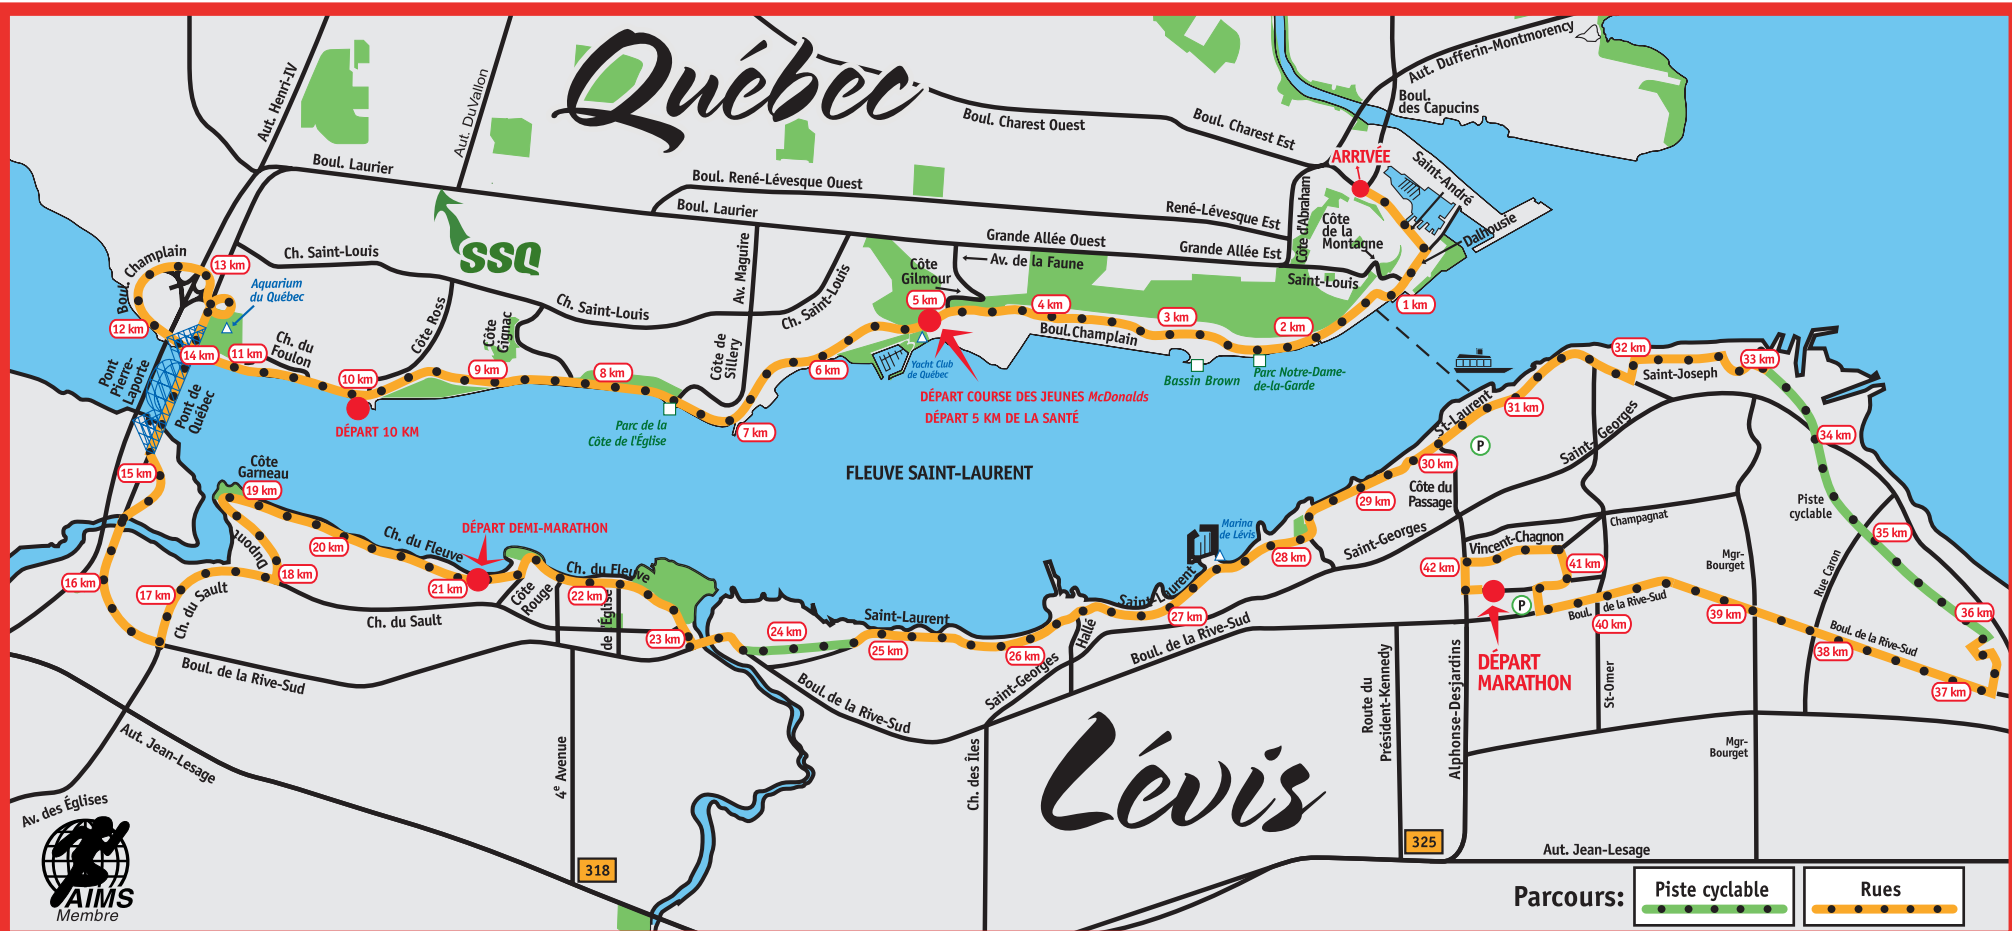 Québec
Aut. Henri-IV
Aut. DuVallon
Boul. Laurier
Boul. Charest Ouest
Boul. Charest Est
Aut. Dufferin-Montmorency
Boul.
des Capucins
ARRIVÉE
Saint-André
Dalhousie
Boul. René-Lévesque Ouest
Boul. Laurier
René-Lévesque Est
Grande Allée Ouest
Grande Allée Est
Côte d'Abraham
Côte
de la
Montagne
Saint-Louis
SSQ
Ch. Saint-Louis
Ch. Saint-Louis
Ch. Saint-Louis
Av. Maguire
Côte
Gilmour
Av. de la Faune
Boul. Champlain
13 km
Aquarium
du Québec
12 km
14 km
11 km
Ch. du
Foulon
Côte Ross
Côte
Gignac
Côte de
Sillery
10 km
9 km
8 km
7 km
6 km
5 km
4 km
3 km
2 km
1 km
Boul. Champlain
Yacht Club
de Québec
Bassin Brown
Parc Notre-Dame-
de-la-Garde
Parc de la
Côte de l'Église
DÉPART 10 KM
DÉPART COURSE DES JEUNES McDonalds
DÉPART 5 KM DE LA SANTÉ
Pont
Pierre-
Laporte
Pont de
Québec
FLEUVE SAINT-LAURENT
15 km
16 km
17 km
18 km
19 km
20 km
21 km
22 km
23 km
24 km
25 km
26 km
27 km
28 km
29 km
30 km
31 km
32 km
33 km
34 km
35 km
36 km
37 km
38 km
39 km
40 km
41 km
42 km
Côte
Garneau
Dupont
Ch. du Fleuve
DÉPART DEMI-MARATHON
Ch. du Fleuve
Côte
Rouge
de l'Église
Ch. du Sault
Ch. du Sault
Saint-Laurent
Saint-Laurent
St-Laurent
Marina
de Lévis
Hallé
Saint-Georges
Saint-Georges
Saint-Georges
Saint-Joseph
Côte du
Passage
P
P
Vincent-Chagnon
Champagnat
Piste
cyclable
Rue Caron
Mgr-
Bourget
Mgr-
Bourget
St-Omer
Boul. de la Rive-Sud
Boul. de la Rive-Sud
Boul. de la Rive-Sud
Boul. de la Rive-Sud
Boul. de la Rive-Sud
DÉPART
MARATHON
Route du
Président-Kennedy
Alphonse-Desjardins
Ch. des Îles
4e Avenue
Aut. Jean-Lesage
Aut. Jean-Lesage
Av. des Églises
Lévis
318
325
AIMS
Membre
Parcours:
Piste cyclable
Rues